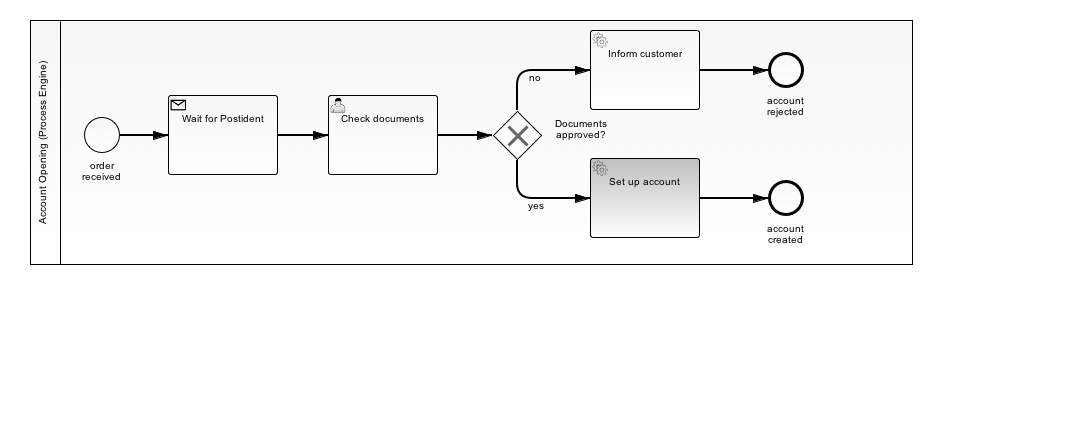 Account Opening (Process Engine)
order
received
Wait for Postident
Check documents
Documents
approved?
no
Inform customer
account
rejected
yes
Set up account
account
created